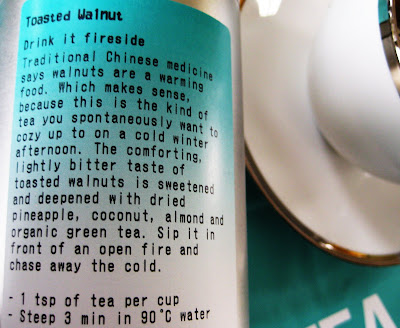 Toasted Walnut
Drink it fireside
Traditional Chinese medicine
says walnuts are a warming
food. Which makes sense,
because this is the kind of
tea you spontaneously want to
cozy up to on a cold winter
afternoon. The comforting,
lightly bitter taste of
toasted walnuts is sweetened
and deepened with dried
pineapple, coconut, almond and
organic green tea. Sip it in
front of an open fire and
chase away the cold.
- 1 tsp of tea per cup
- Steep 3 min in 90°C water
TEA